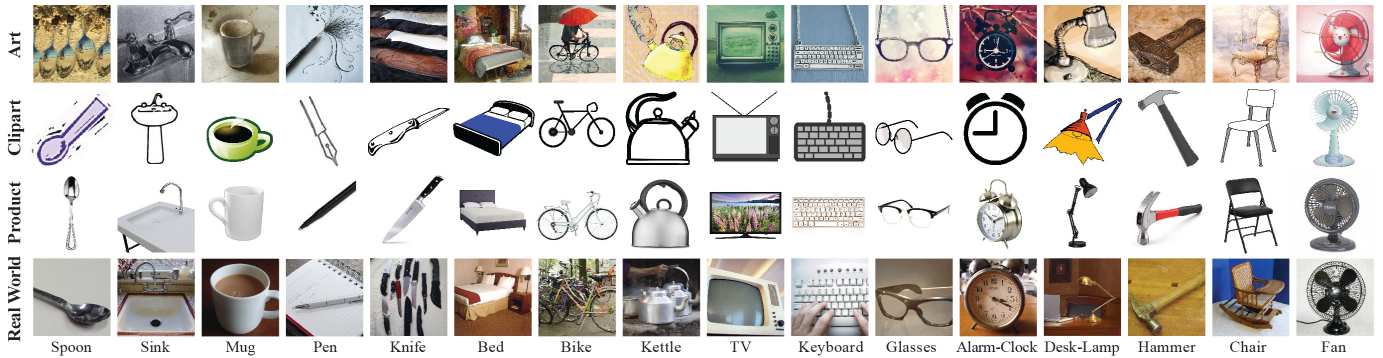 Art
Clipart
Product
Real World
Spoon Sink Mug Pen Knife Bed Bike Kettle TV Keyboard Glasses Alarm-Clock Desk-Lamp Hammer Chair Fan